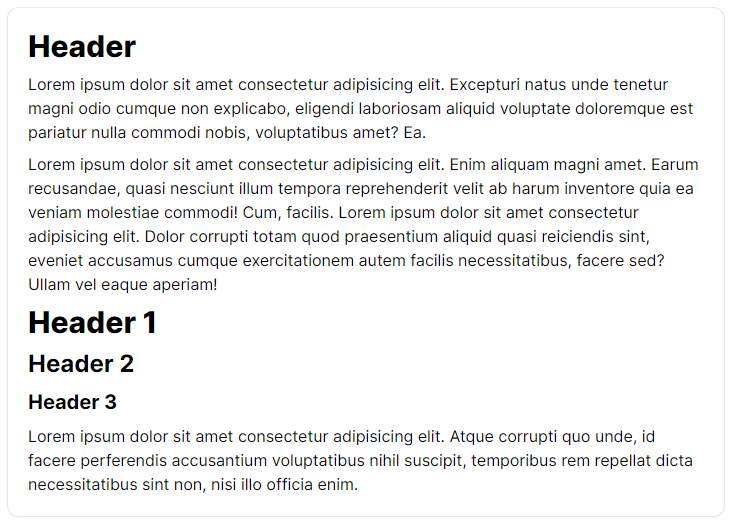 Header
Lorem ipsum dolor sit amet consectetur adipisicing elit. Excepturi natus unde tenetur
magni odio cumque non explicabo, eligendi laboriosam aliquid voluptate doloremque est
pariatur nulla commodi nobis, voluptatibus amet? Ea.
Lorem ipsum dolor sit amet consectetur adipisicing elit. Enim aliquam magni amet. Earum
recusandae, quasi nesciunt illum tempora reprehenderit velit ab harum inventore quia ea
veniam molestiae commodi! Cum, facilis. Lorem ipsum dolor sit amet consectetur
adipisicing elit. Dolor corrupti totam quod praesentium aliquid quasi reiciendis sint,
eveniet accusamus cumque exercitationem autem facilis necessitatibus, facere sed?
Ullam vel eaque aperiam!
Header 1
Header 2
Header 3
Lorem ipsum dolor sit amet consectetur adipisicing elit. Atque corrupti quo unde, id
facere perferendis accusantium voluptatibus nihil suscipit, temporibus rem repellat dicta
necessitatibus sint non, nisi illo officia enim.